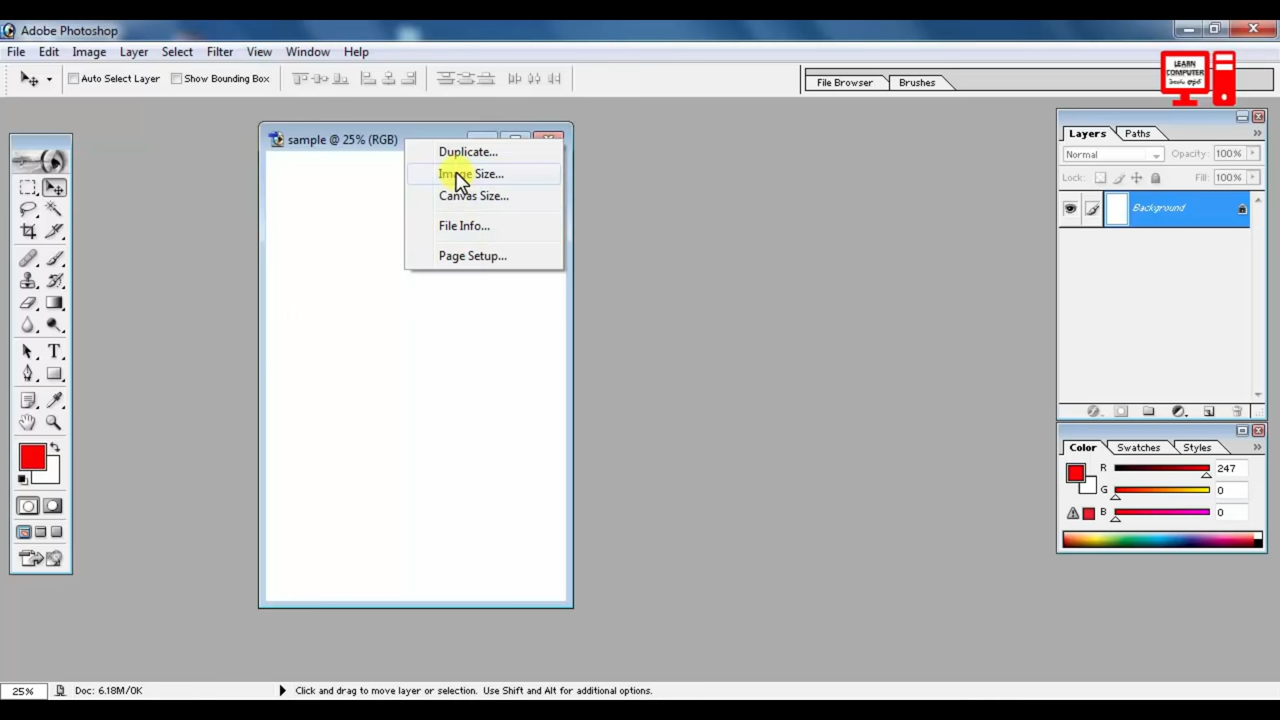 Adobe Photoshop
File Edit Image Layer Select Filter View Window Help
Auto Select Layer Show Bounding Box
File Browser Brushes
LEARN
COMPUTER
sample @ 25% (RGB)
Duplicate...
Image Size...
Canvas Size...
File Info...
Page Setup...
Layers Paths
Normal Opacity: 100%
Lock: Fill: 100%
Background
Color Swatches Styles
R 247
G 0
B 0
25% Doc: 6.18M/0K Click and drag to move layer or selection. Use Shift and Alt for additional options.